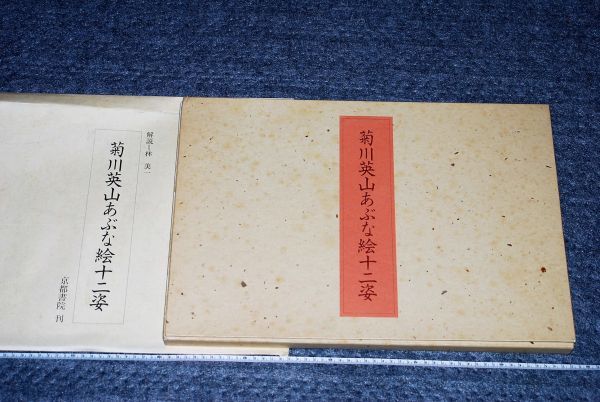 菊川英山あぶな絵十二姿
解説ー林 美一
菊川英山あぶな絵十二姿
京都書院 刊